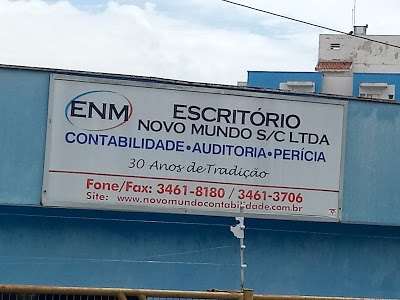 ENM
ESCRITÓRIO
NOVO MUNDO S/C LTDA
CONTABILIDADE•AUDITORIA•PERÍCIA
30 Anos de Tradição
Fone/Fax: 3461-8180 / 3461-3706
Site: www.novomundocontabilidade.com.br